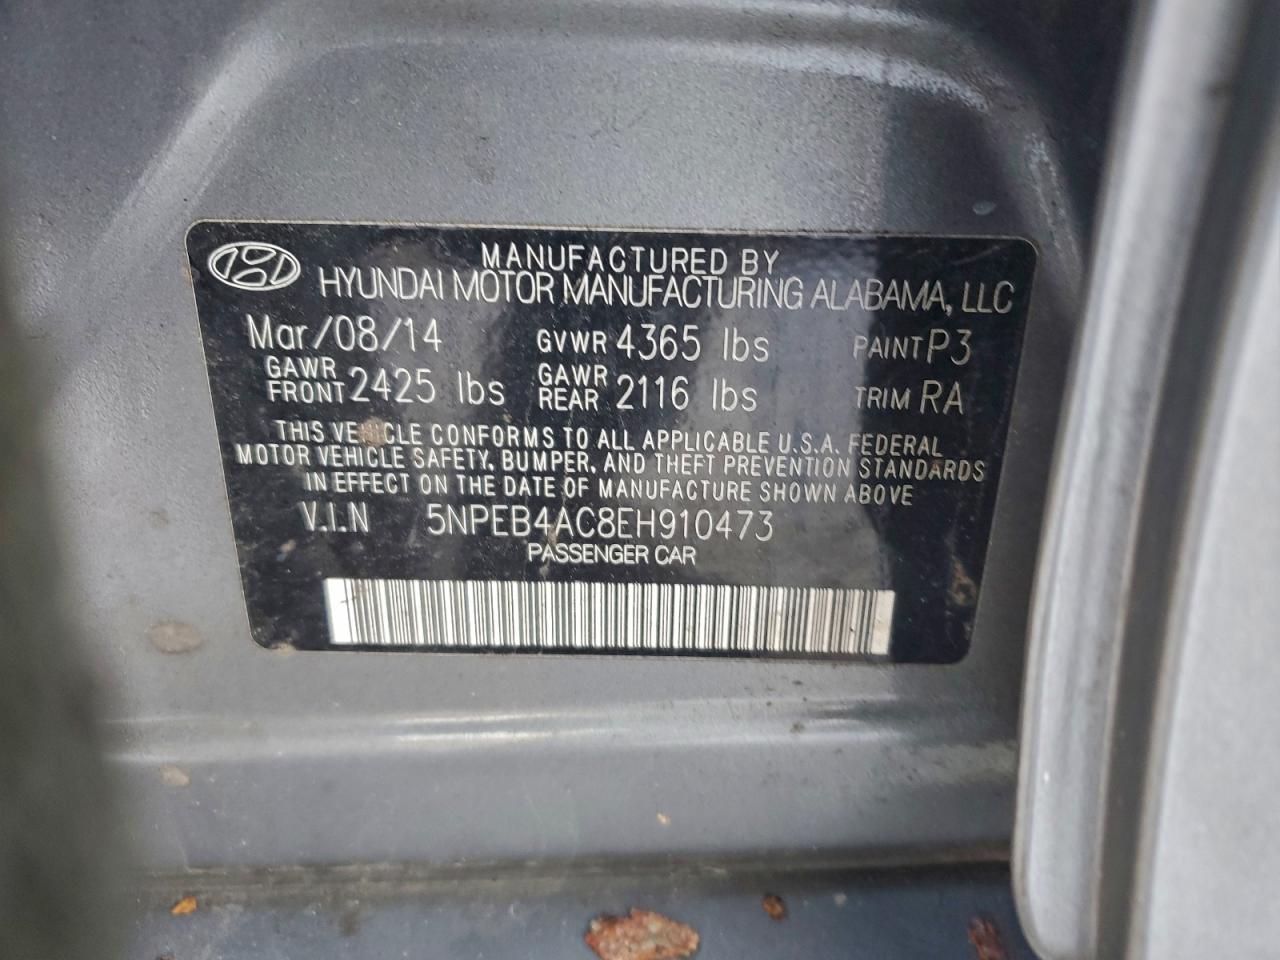 MANUFACTURED BY
HYUNDAI MOTOR MANUFACTURING ALABAMA, LLC
Mar/08/14 GVWR 4365 lbs PAINT P3
GAWR FRONT 2425 lbs GAWR REAR 2116 lbs TRIM RA
THIS VEHICLE CONFORMS TO ALL APPLICABLE U.S.A. FEDERAL
MOTOR VEHICLE SAFETY, BUMPER, AND THEFT PREVENTION STANDARDS
IN EFFECT ON THE DATE OF MANUFACTURE SHOWN ABOVE
V.I.N 5NPEB4AC8EH910473
PASSENGER CAR